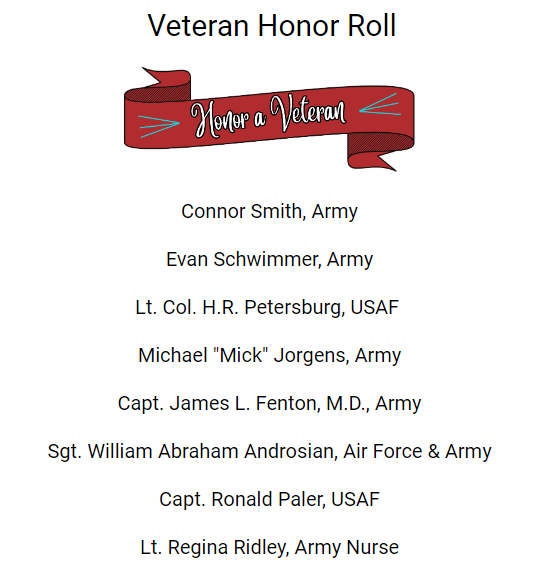 Veteran Honor Roll
Honor a Veteran
Connor Smith, Army
Evan Schwimmer, Army
Lt. Col. H.R. Petersburg, USAF
Michael "Mick" Jorgens, Army
Capt. James L. Fenton, M.D., Army
Sgt. William Abraham Androsian, Air Force & Army
Capt. Ronald Paler, USAF
Lt. Regina Ridley, Army Nurse